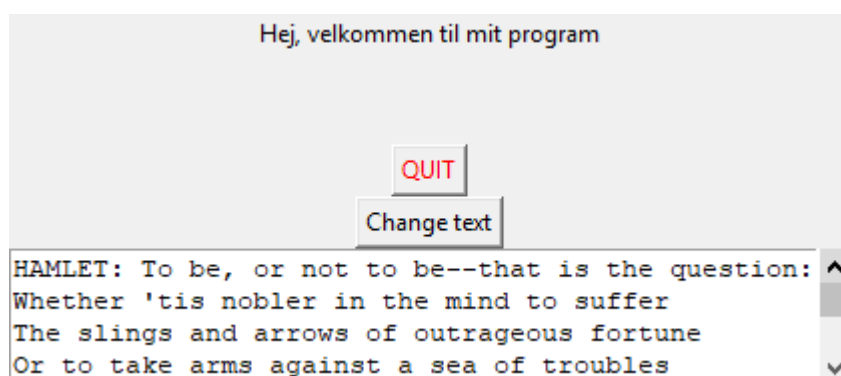 Hej, velkommen til mit program
QUIT
Change text
HAMLET: To be, or not to be--that is the question:
Whether 'tis nobler in the mind to suffer
The slings and arrows of outrageous fortune
Or to take arms against a sea of troubles